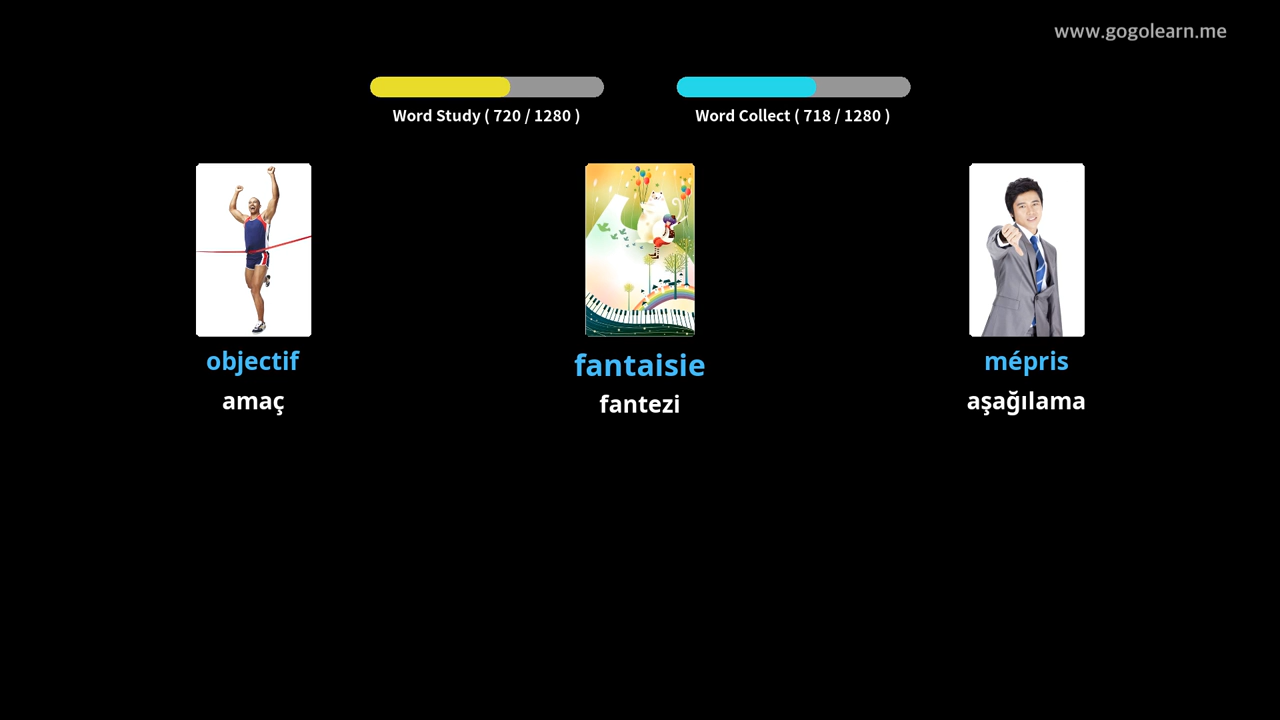 www.gogolearn.me
Word Study ( 720 / 1280 )
Word Collect ( 718 / 1280 )
objectif
amaç
fantaisie
fantezi
mépris
aşağılama